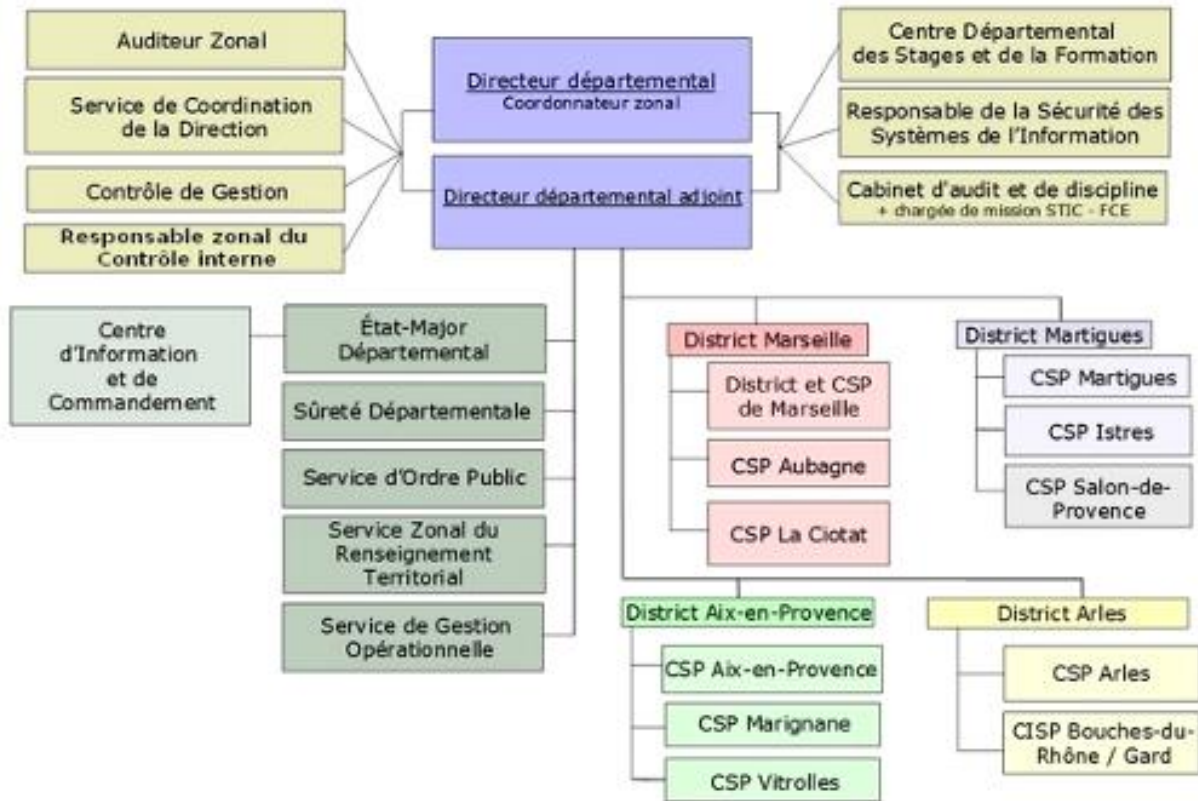 Auditeur Zonal
Service de Coordination
de la Direction
Contrôle de Gestion
Responsable zonal du
Contrôle interne
Directeur départemental
Coordonnateur zonal
Directeur départemental adjoint
Centre Départemental
des Stages et de la Formation
Responsable de la Sécurité des
Systèmes de l'Information
Cabinet d'audit et de discipline
+ chargée de mission STIC - FCE
Centre
d'Information
et de
Commandement
État-Major
Départemental
Sûreté Départementale
Service d'Ordre Public
Service Zonal du
Renseignement
Territorial
Service de Gestion
Opérationnelle
District Marseille
District et CSP
de Marseille
CSP Aubagne
CSP La Ciotat
District Martigues
CSP Martigues
CSP Istres
CSP Salon-de-
Provence
District Aix-en-Provence
CSP Aix-en-Provence
CSP Marignane
CSP Vitrolles
District Arles
CSP Arles
CISP Bouches-du-
Rhône / Gard